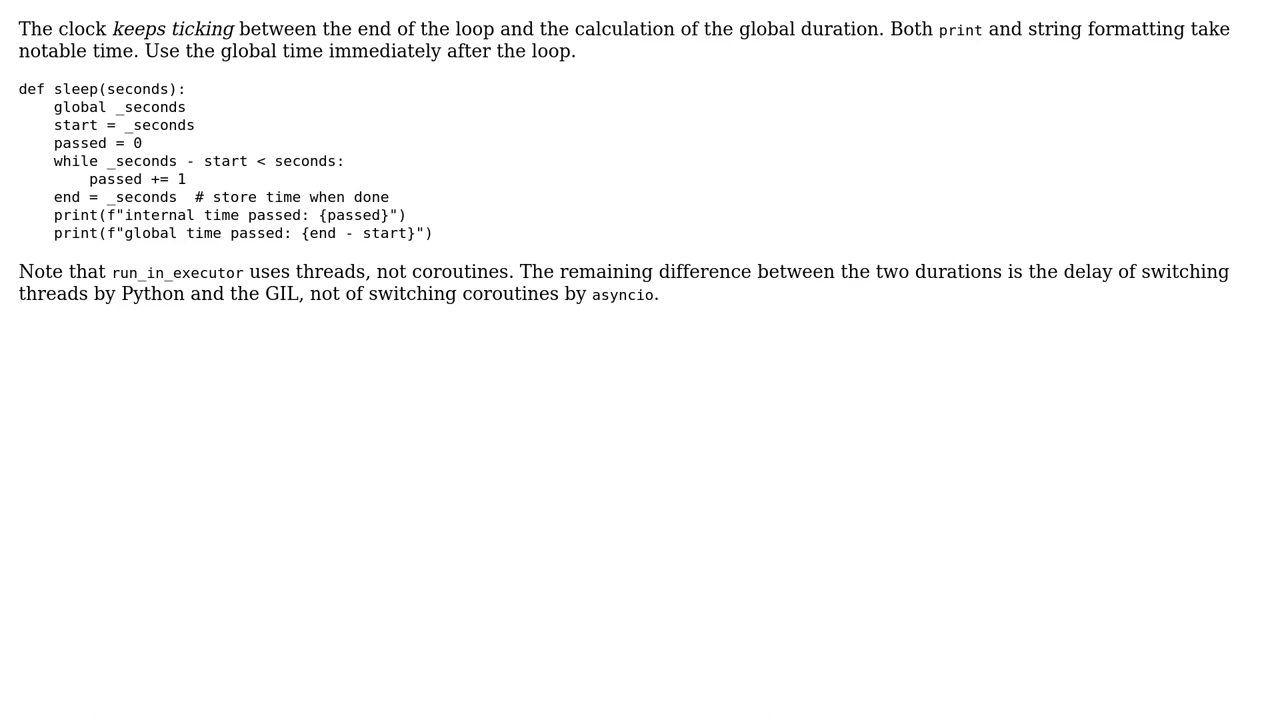 The clock keeps ticking between the end of the loop and the calculation of the global duration. Both print and string formatting take
notable time. Use the global time immediately after the loop.
def sleep(seconds):
    global _seconds
    start = _seconds
    passed = 0
    while _seconds - start < seconds:
        passed += 1
    end = _seconds  # store time when done
    print(f"internal time passed: {passed}")
    print(f"global time passed: {end - start}")
Note that run_in_executor uses threads, not coroutines. The remaining difference between the two durations is the delay of switching
threads by Python and the GIL, not of switching coroutines by asyncio.